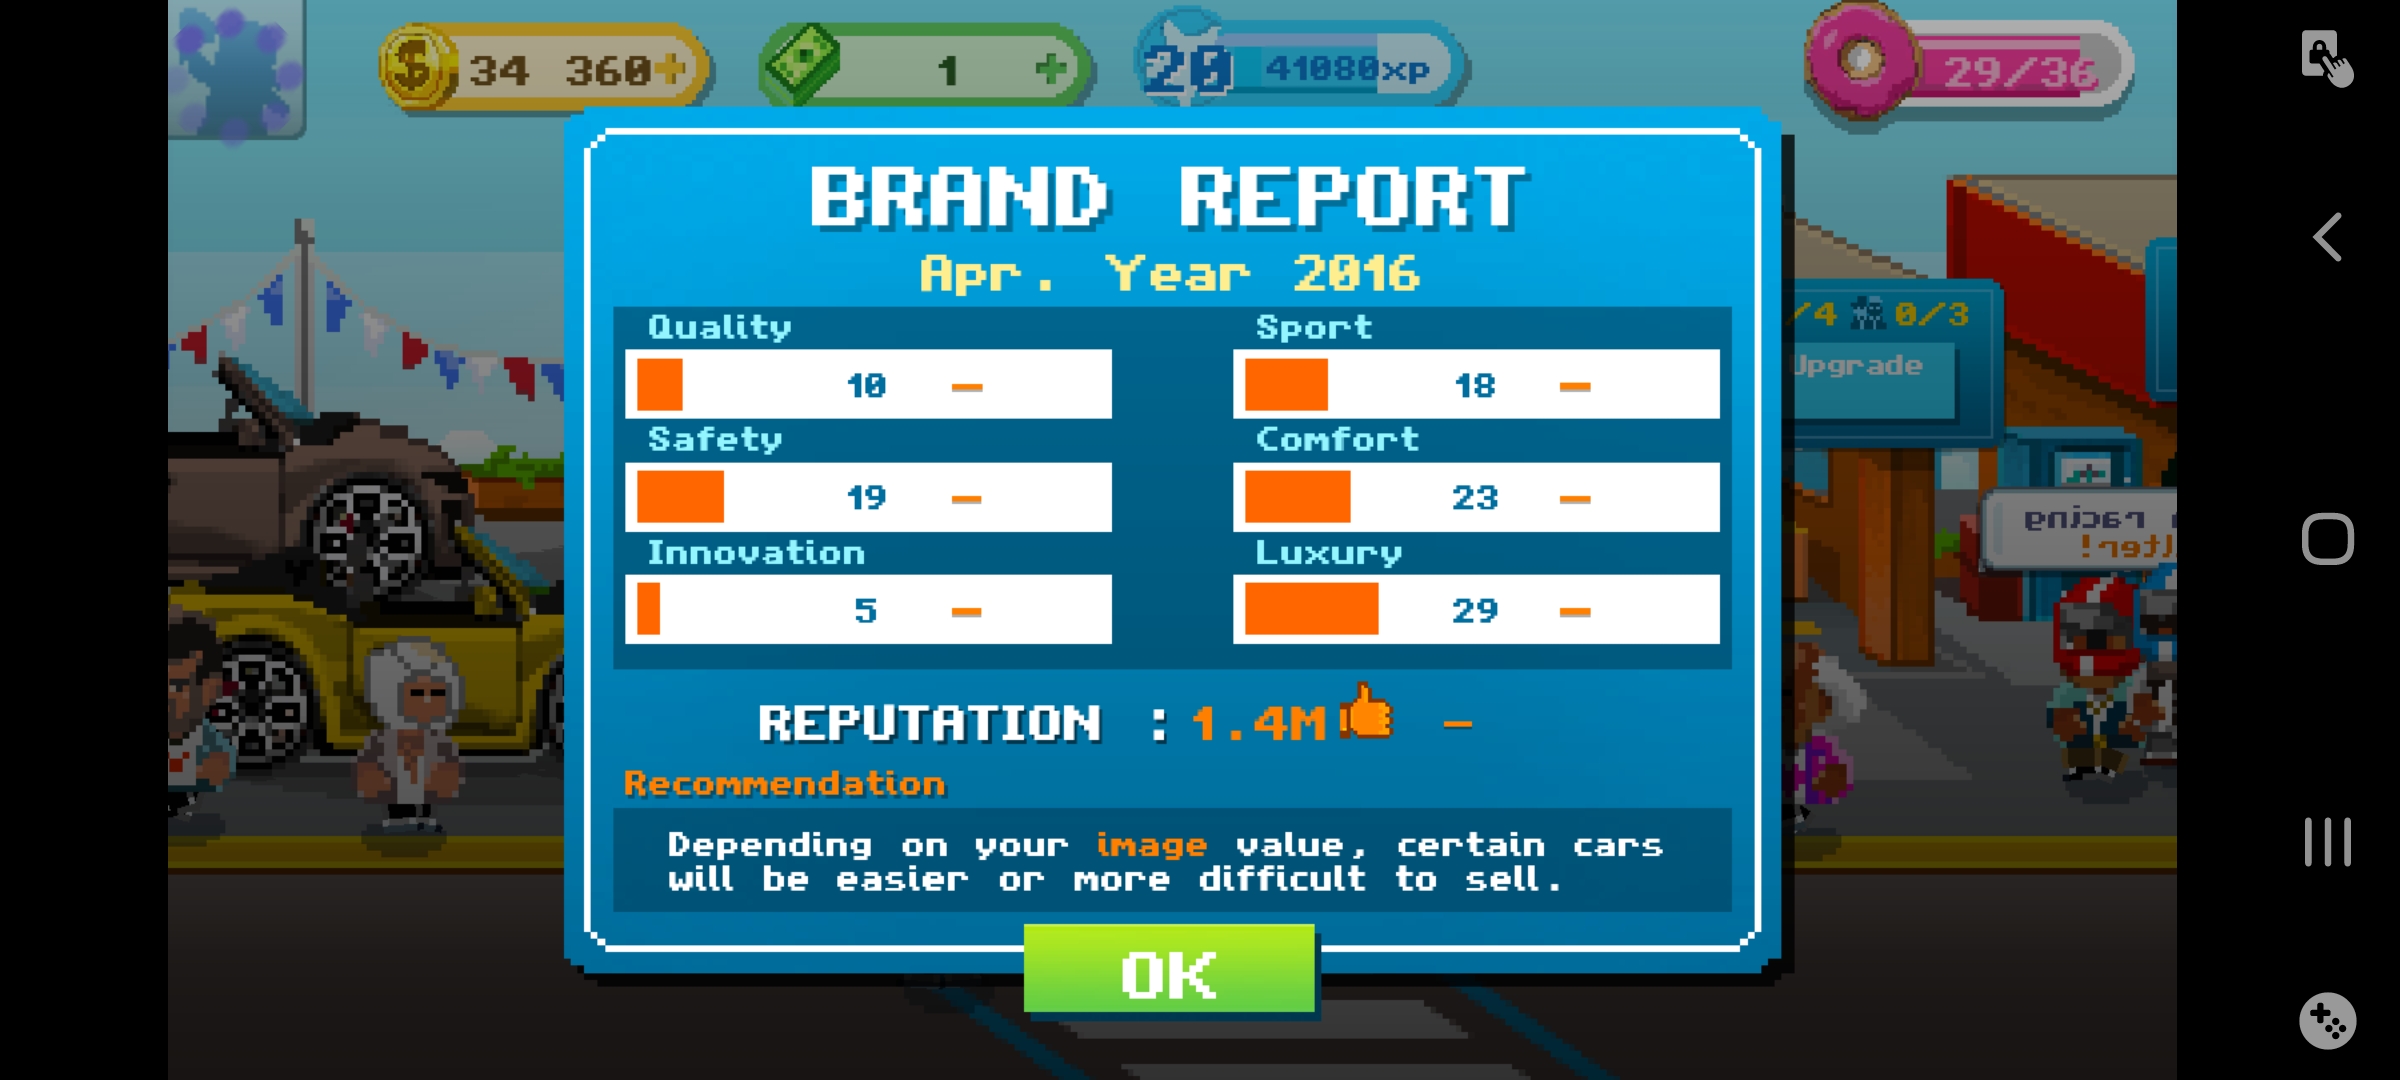 34 360+
1 +
20 41080xp
29/36
BRAND REPORT
Apr. Year 2016
Quality
10 –
Sport
18 –
Safety
19 –
Comfort
23 –
Innovation
5 –
Luxury
29 –
/4 0/3
Upgrade
racing
REPUTATION : 1.4M –
Recommendation
Depending on your image value, certain cars
will be easier or more difficult to sell.
OK